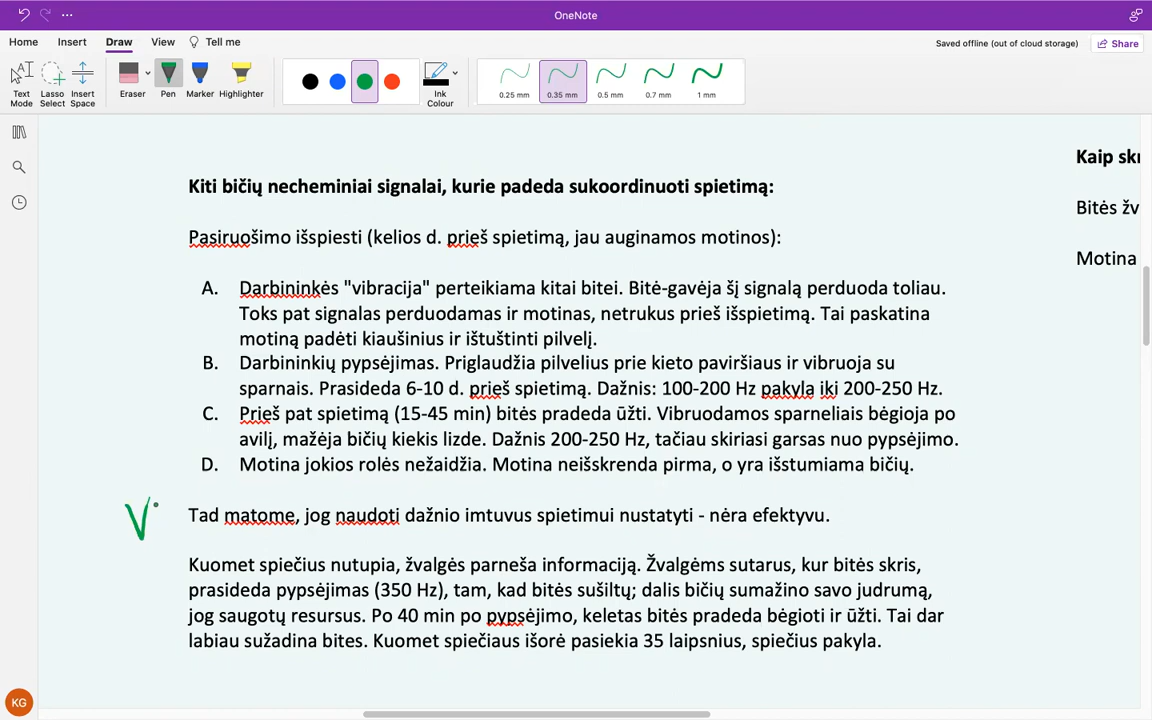 OneNote
Home Insert Draw View Tell me
Saved offline (out of cloud storage) Share
Text Mode Lasso Select Insert Space Eraser Pen Marker Highlighter Ink Colour 0.25 mm 0.35 mm 0.5 mm 0.7 mm 1 mm
Kaip skr
Kiti bičių necheminiai signalai, kurie padeda sukoordinuoti spietimą:
Bitės žv
Pasiruošimo išspiesti (kelios d. prieš spietimą, jau auginamos motinos):
Motina
A. Darbininkės "vibracija" perteikiama kitai bitei. Bitė-gavėja šį signalą perduoda toliau.
Toks pat signalas perduodamas ir motinas, netrukus prieš išspietimą. Tai paskatina
motiną padėti kiaušinius ir ištuštinti pilvelį.
B. Darbininkių pypsėjimas. Priglaudžia pilvelius prie kieto paviršiaus ir vibruoja su
sparnais. Prasideda 6-10 d. prieš spietimą. Dažnis: 100-200 Hz pakyla iki 200-250 Hz.
C. Prieš pat spietimą (15-45 min) bitės pradeda ūžti. Vibruodamos sparneliais bėgioja po
avilį, mažėja bičių kiekis lizde. Dažnis 200-250 Hz, tačiau skiriasi garsas nuo pypsėjimo.
D. Motina jokios rolės nežaidžia. Motina neišskrenda pirma, o yra išstumiama bičių.
V
Tad matome, jog naudoti dažnio imtuvus spietimui nustatyti - nėra efektyvu.
Kuomet spiečius nutupia, žvalgės parneša informaciją. Žvalgėms sutarus, kur bitės skris,
prasideda pypsėjimas (350 Hz), tam, kad bitės sušiltų; dalis bičių sumažino savo judrumą,
jog saugotų resursus. Po 40 min po pypsėjimo, keletas bitės pradeda bėgioti ir ūžti. Tai dar
labiau sužadina bites. Kuomet spiečiaus išorė pasiekia 35 laipsnius, spiečius pakyla.
KG